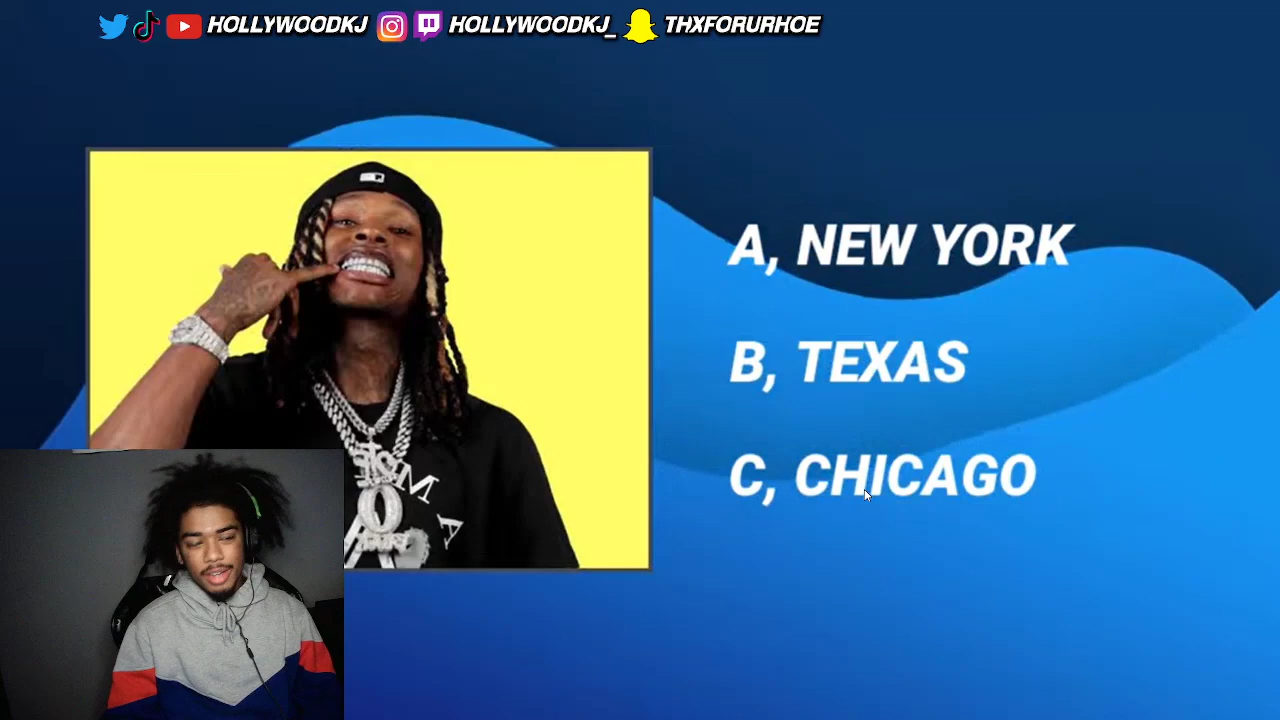 HOLLYWOODKJ HOLLYWOODKJ_ THXFORURHOE
A, NEW YORK
B, TEXAS
C, CHICAGO
M
A
O